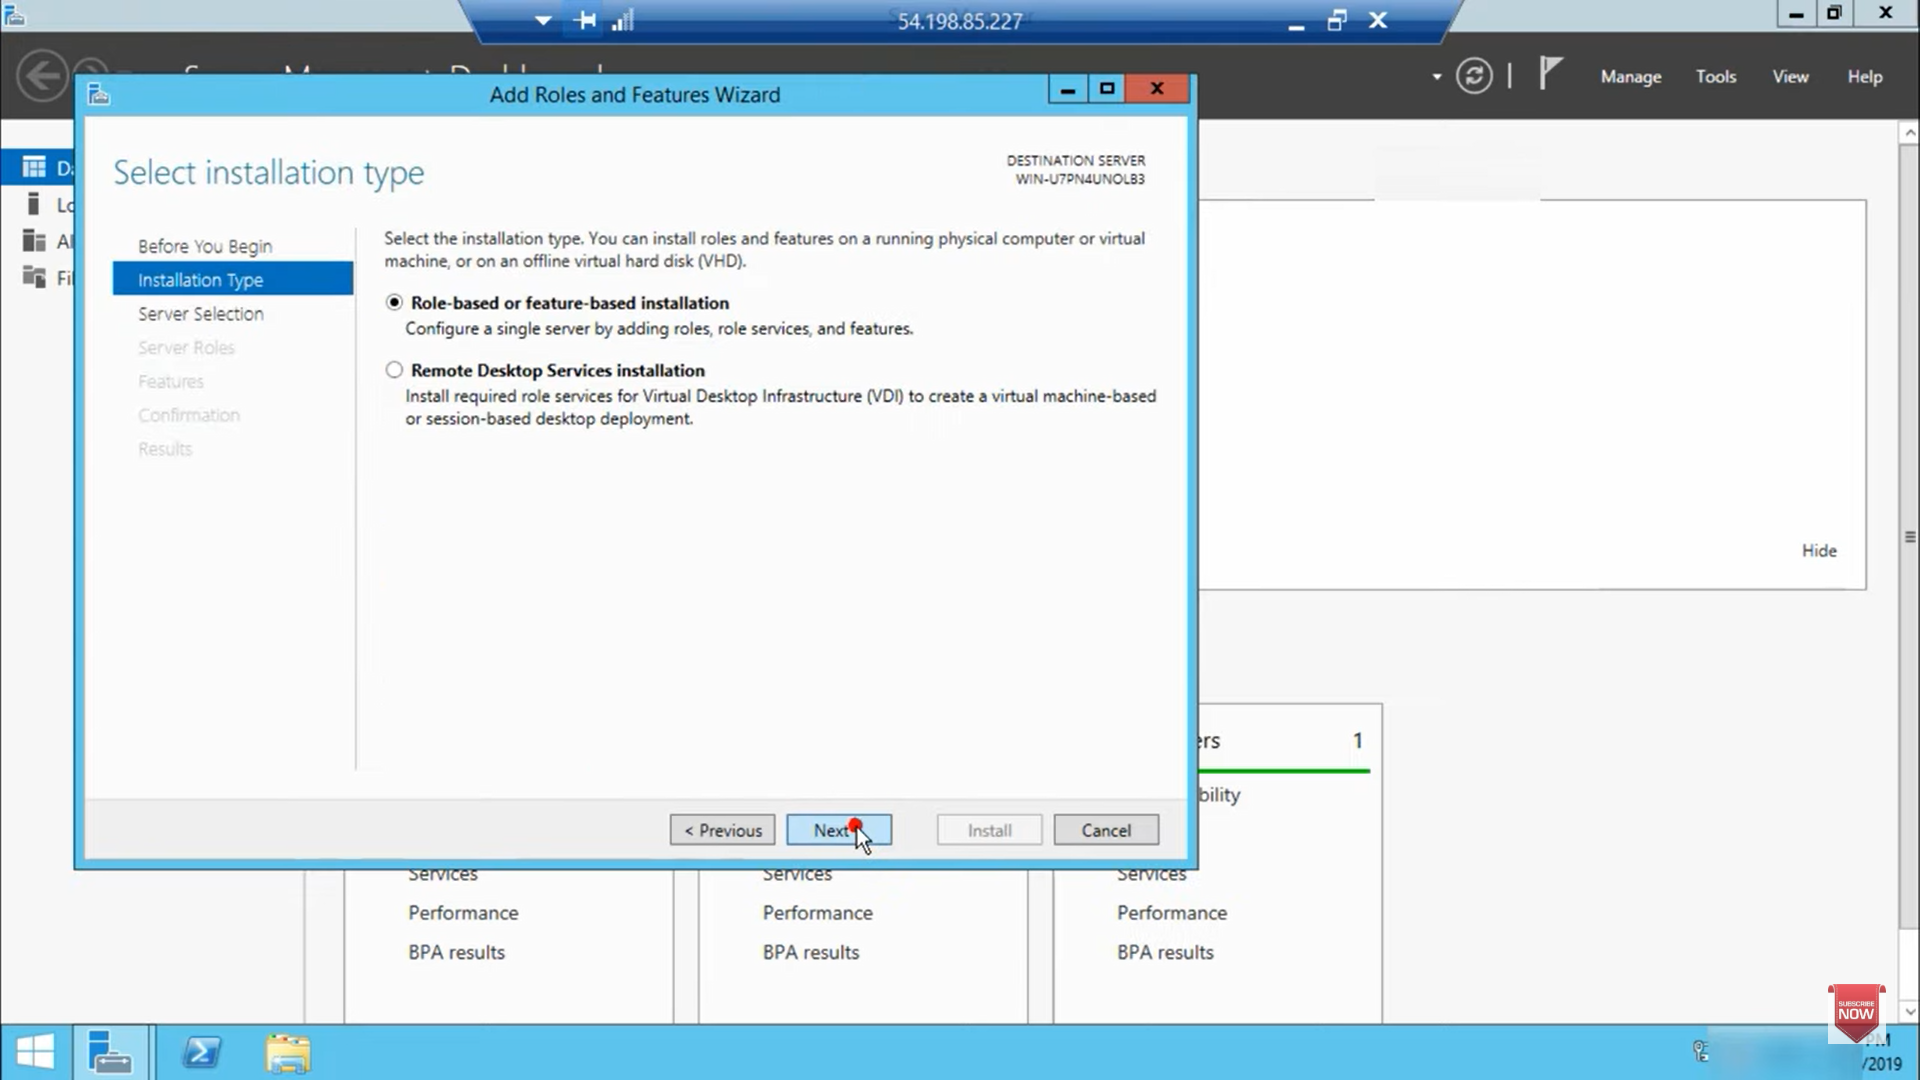 54.198.85.227
Manage
Tools
View
Help
Add Roles and Features Wizard
Select installation type
DESTINATION SERVER
WIN-U7PN4UNOLB3
Before You Begin
Installation Type
Server Selection
Server Roles
Features
Confirmation
Results
Select the installation type. You can install roles and features on a running physical computer or virtual
machine, or on an offline virtual hard disk (VHD).
Role-based or feature-based installation
Configure a single server by adding roles, role services, and features.
Remote Desktop Services installation
Install required role services for Virtual Desktop Infrastructure (VDI) to create a virtual machine-based
or session-based desktop deployment.
Hide
ers 1
bility
< Previous
Next
Install
Cancel
Services
Performance
BPA results
Services
Performance
BPA results
Services
Performance
BPA results
SUBSCRIBE
NOW
PM
/2019